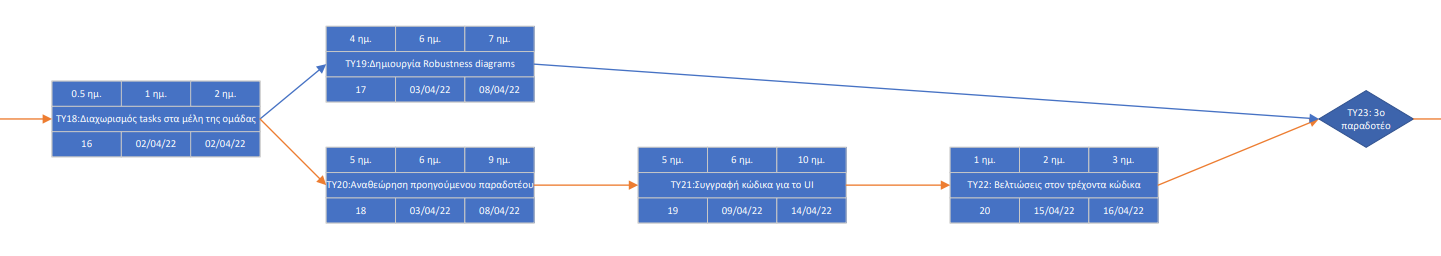 0.5 ημ. 1 ημ. 2 ημ.
ΤΥ18:Διαχωρισμός tasks στα μέλη της ομάδας
16 02/04/22 02/04/22
4 ημ. 6 ημ. 7 ημ.
ΤΥ19:Δημιουργία Robustness diagrams
17 03/04/22 08/04/22
5 ημ. 6 ημ. 9 ημ.
ΤΥ20:Αναθεώρηση προηγούμενου παραδοτέου
18 03/04/22 08/04/22
5 ημ. 6 ημ. 10 ημ.
ΤΥ21:Συγγραφή κώδικα για το UI
19 09/04/22 14/04/22
1 ημ. 2 ημ. 3 ημ.
ΤΥ22: Βελτιώσεις στον τρέχοντα κώδικα
20 15/04/22 16/04/22
ΤΥ23: 3ο
παραδοτέο